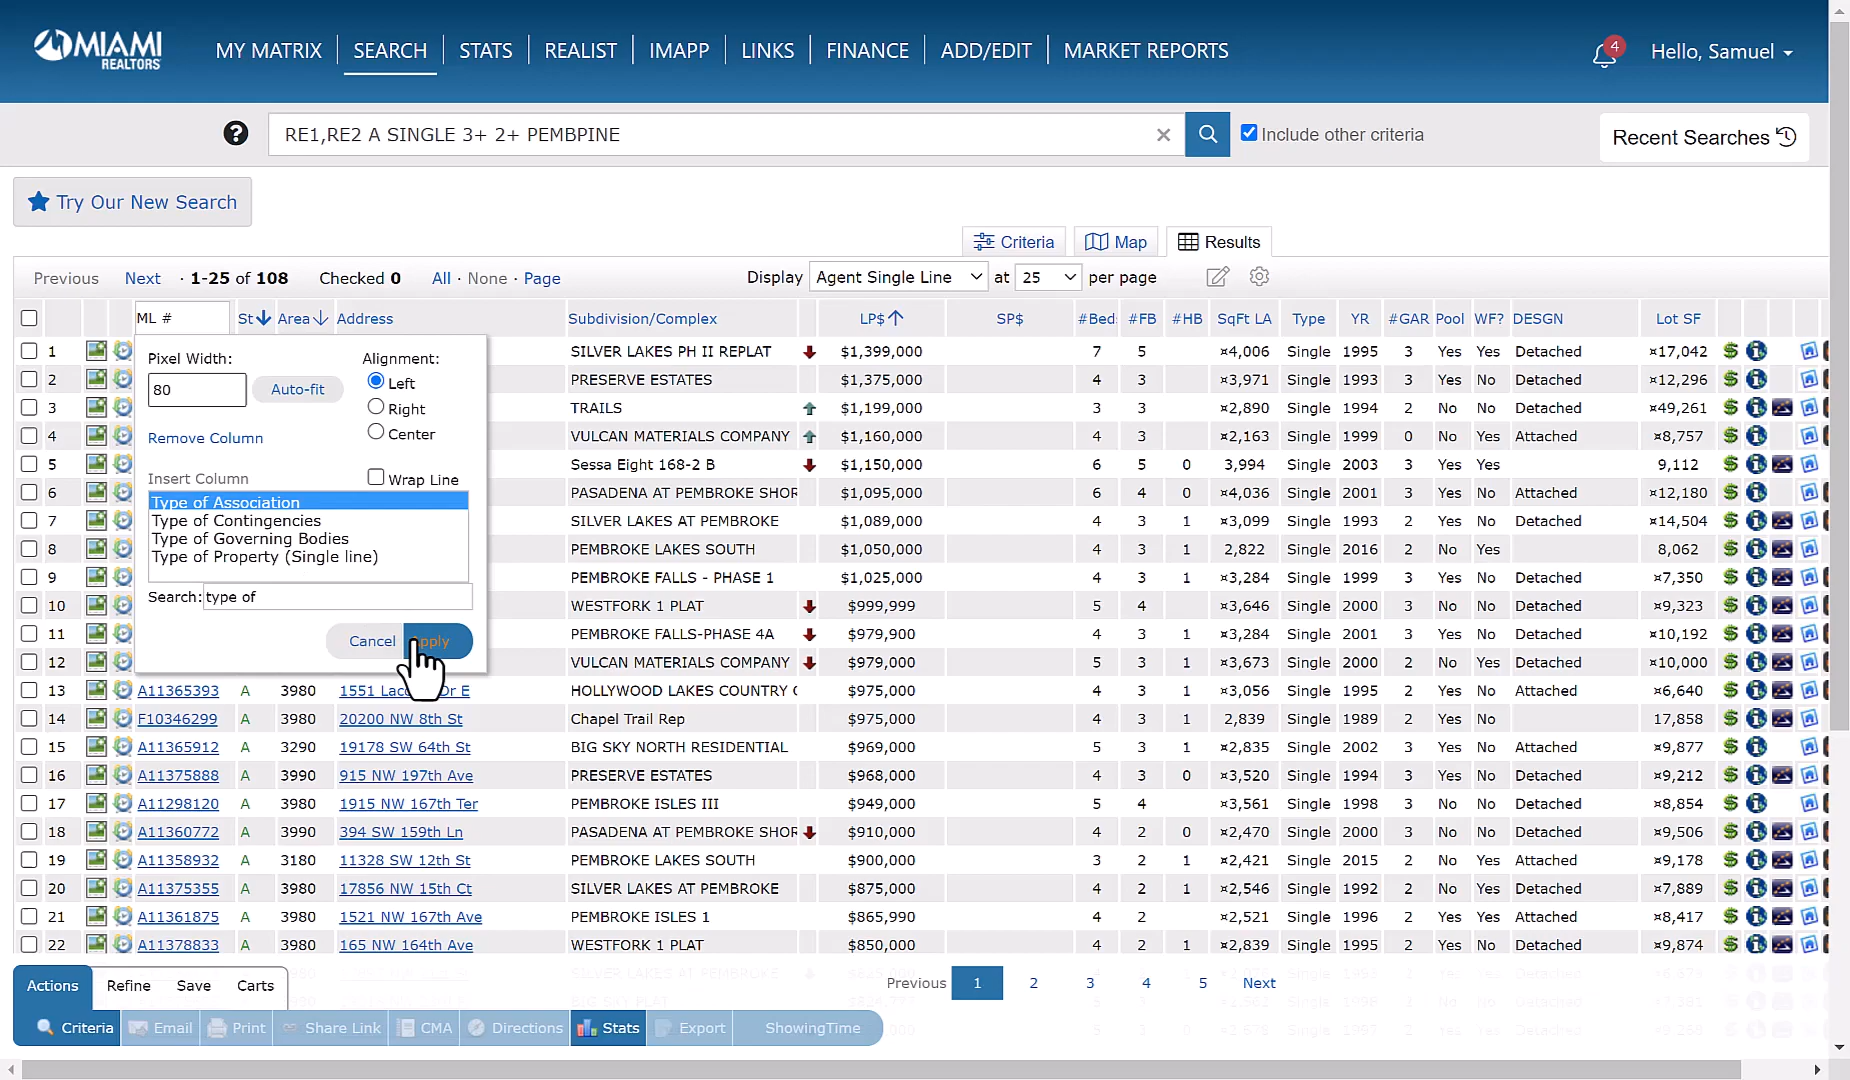 MIAMI REALTORS
MY MATRIX SEARCH STATS REALIST IMAPP LINKS FINANCE ADD/EDIT MARKET REPORTS
4 Hello, Samuel
? RE1,RE2 A SINGLE 3+ 2+ PEMBPINE Include other criteria Recent Searches
Try Our New Search
Criteria Map Results
Previous Next · 1-25 of 108 Checked 0 All · None · Page Display Agent Single Line at 25 per page
ML # St Area Address Subdivision/Complex LP$ SP$ #Bed #FB #HB SqFt LA Type YR #GAR Pool WF? DESGN Lot SF
Pixel Width: Alignment:
80 Auto-fit Left
Right
Remove Column Center
Insert Column Wrap Line
Type of Association
Type of Contingencies
Type of Governing Bodies
Type of Property (Single line)
Search: type of
Cancel
1 SILVER LAKES PH II REPLAT $1,399,000 7 5 ¤4,006 Single 1995 3 Yes Yes Detached ¤17,042
2 PRESERVE ESTATES $1,375,000 4 3 ¤3,971 Single 1993 3 Yes No Detached ¤12,296
3 TRAILS $1,199,000 3 3 ¤2,890 Single 1994 2 No No Detached ¤49,261
4 VULCAN MATERIALS COMPANY $1,160,000 4 3 ¤2,163 Single 1999 0 No Yes Attached ¤8,757
5 Sessa Eight 168-2 B $1,150,000 6 5 0 3,994 Single 2003 3 Yes Yes 9,112
6 PASADENA AT PEMBROKE SHOR $1,095,000 6 4 0 ¤4,036 Single 2001 3 Yes No Attached ¤12,180
7 SILVER LAKES AT PEMBROKE $1,089,000 4 3 1 ¤3,099 Single 1993 2 Yes No Detached ¤14,504
8 PEMBROKE LAKES SOUTH $1,050,000 4 3 1 2,822 Single 2016 2 No Yes 8,062
9 PEMBROKE FALLS - PHASE 1 $1,025,000 4 3 1 ¤3,284 Single 1999 3 Yes No Detached ¤7,350
10 WESTFORK 1 PLAT $999,999 5 4 ¤3,646 Single 2000 3 No No Detached ¤9,323
11 PEMBROKE FALLS-PHASE 4A $979,900 4 3 1 ¤3,284 Single 2001 3 Yes No Detached ¤10,192
12 VULCAN MATERIALS COMPANY $979,000 5 3 1 ¤3,673 Single 2000 2 No Yes Detached ¤10,000
13 A11365393 A 3980 1551 Dr E HOLLYWOOD LAKES COUNTRY C $975,000 4 3 1 ¤3,056 Single 1995 2 Yes No Attached ¤6,640
14 F10346299 A 3980 20200 NW 8th St Chapel Trail Rep $975,000 4 3 1 2,839 Single 1989 2 Yes No 17,858
15 A11365912 A 3290 19178 SW 64th St BIG SKY NORTH RESIDENTIAL $969,000 5 3 1 ¤2,835 Single 2002 3 Yes No Attached ¤9,877
16 A11375888 A 3990 915 NW 197th Ave PRESERVE ESTATES $968,000 4 3 0 ¤3,520 Single 1994 3 Yes No Detached ¤9,212
17 A11298120 A 3980 1915 NW 167th Ter PEMBROKE ISLES III $949,000 5 4 ¤3,561 Single 1998 3 No No Detached ¤8,854
18 A11360772 A 3990 394 SW 159th Ln PASADENA AT PEMBROKE SHOR $910,000 4 2 0 ¤2,470 Single 2000 3 No No Detached ¤9,506
19 A11358932 A 3180 11328 SW 12th St PEMBROKE LAKES SOUTH $900,000 3 2 1 ¤2,421 Single 2015 2 No Yes Attached ¤9,178
20 A11375355 A 3980 17856 NW 15th Ct SILVER LAKES AT PEMBROKE $875,000 4 2 1 ¤2,546 Single 1992 2 No Yes Detached ¤7,889
21 A11361875 A 3980 1521 NW 167th Ave PEMBROKE ISLES 1 $865,990 4 2 ¤2,521 Single 1996 2 Yes Yes Attached ¤8,417
22 A11378833 A 3980 165 NW 164th Ave WESTFORK 1 PLAT $850,000 4 2 1 ¤2,839 Single 1995 2 Yes No Detached ¤9,874
Actions Refine Save Carts Previous 1 2 3 4 5 Next
Criteria Email Print Share Link CMA Directions Stats Export ShowingTime